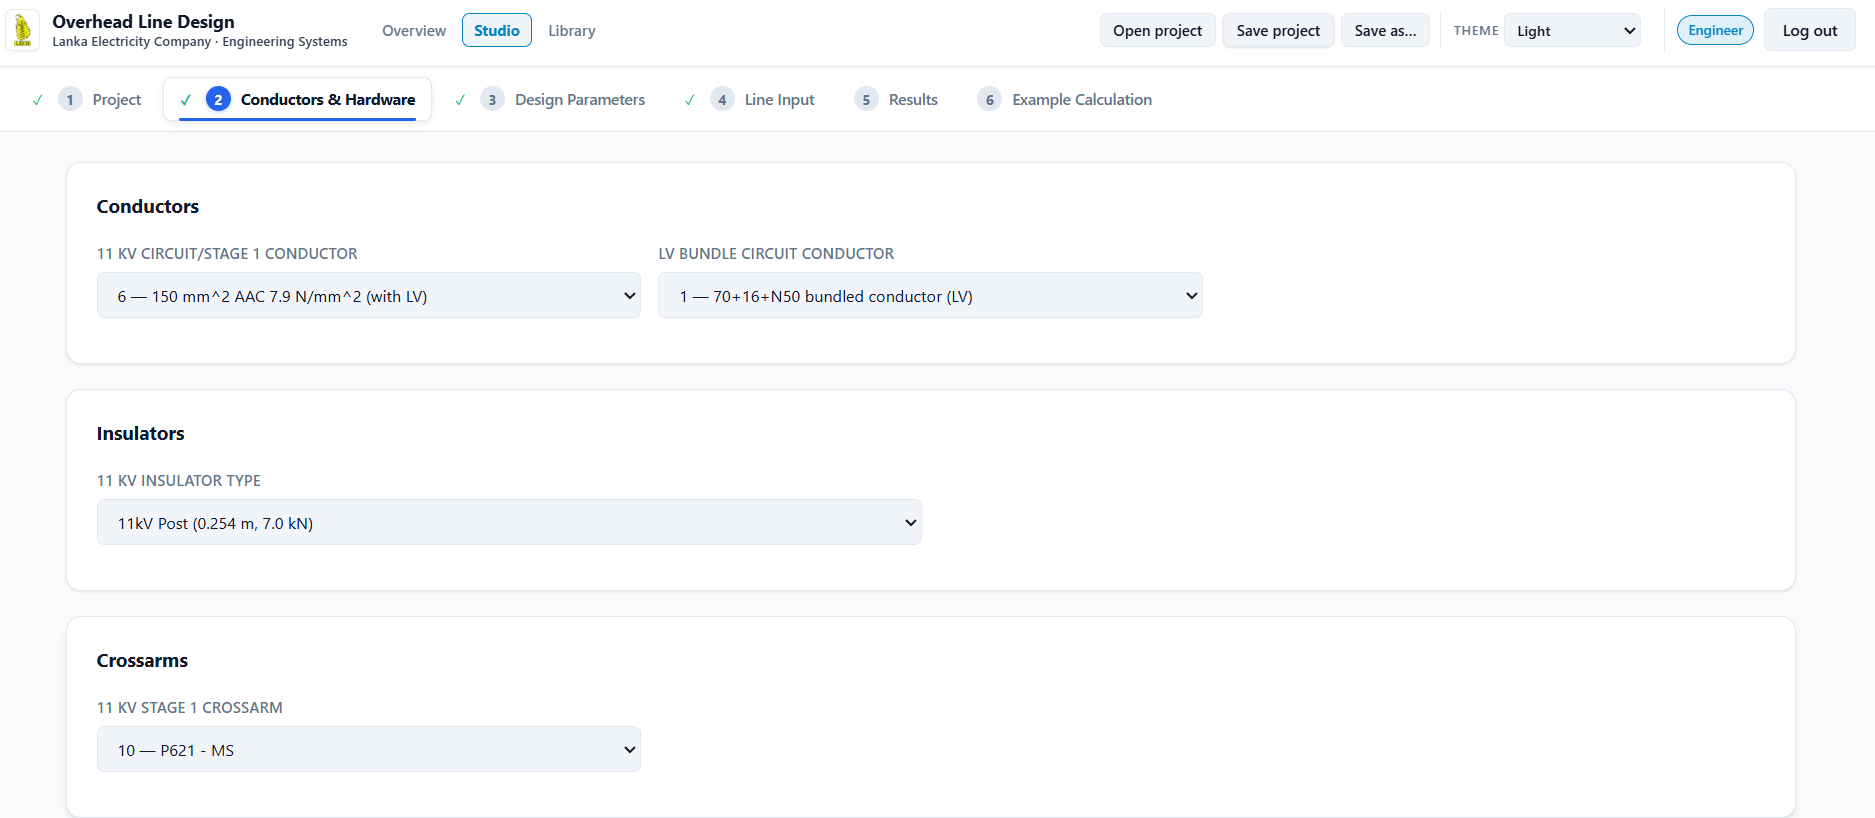 Overhead Line Design
Lanka Electricity Company · Engineering Systems
Overview
Studio
Library
Open project
Save project
Save as...
THEME
Light
Engineer
Log out
✓ 1 Project
✓ 2 Conductors & Hardware
✓ 3 Design Parameters
✓ 4 Line Input
5 Results
6 Example Calculation
Conductors
11 KV CIRCUIT/STAGE 1 CONDUCTOR
6 — 150 mm^2 AAC 7.9 N/mm^2 (with LV)
LV BUNDLE CIRCUIT CONDUCTOR
1 — 70+16+N50 bundled conductor (LV)
Insulators
11 KV INSULATOR TYPE
11kV Post (0.254 m, 7.0 kN)
Crossarms
11 KV STAGE 1 CROSSARM
10 — P621 - MS